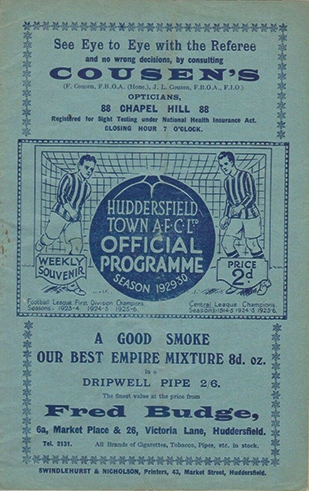 See Eye to Eye with the Referee
and no wrong decisions, by consulting
COUSEN'S
(F. Cousen, F.B.O.A. (Hons.), J. L. Cousen, F.B.O.A., F.I.O.)
OPTICIANS,
88 CHAPEL HILL 88
Registered for Sight Testing under National Health Insurance Act.
CLOSING HOUR 7 O'CLOCK.
HUDDERSFIELD
TOWN A.F.C. LTD
OFFICIAL
PROGRAMME
SEASON 1929-30
WEEKLY
SOUVENIR
PRICE
2d
Football League First Division Champions
Seasons: 1923-4 1924-5 1925-6.
Central League Champions.
Seasons:
1924-5 1925-6.
A GOOD SMOKE
OUR BEST EMPIRE MIXTURE 8d. oz.
in a
DRIPWELL PIPE 2/6.
The finest value at the price from
Fred Budge,
6a, Market Place & 26, Victoria Lane, Huddersfield.
Tel. 2131. All Brands of Cigarettes, Tobacco, Pipes, etc. in stock.
SWINDLEHURST & NICHOLSON, Printers, 43, Market Street, Huddersfield.